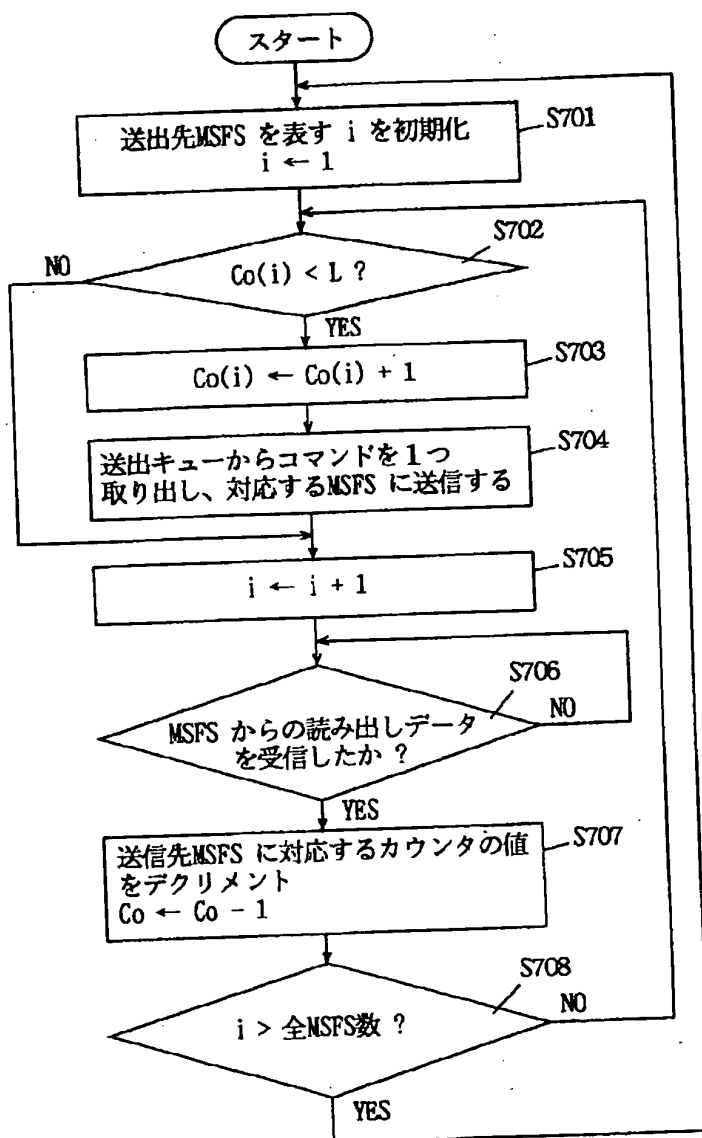 スタート
送出先MSFS を表す i を初期化
i ← 1
S701
S702
NO
Co(i) < L ?
YES
Co(i) ← Co(i) + 1
S703
送出キューからコマンドを1つ
取り出し、対応するMSFS に送信する
S704
i ← i + 1
S705
S706
MSFS からの読み出しデータ
を受信したか ?
NO
YES
送信先MSFS に対応するカウンタの値
をデクリメント
Co ← Co - 1
S707
S708
i > 全MSFS数 ?
NO
YES